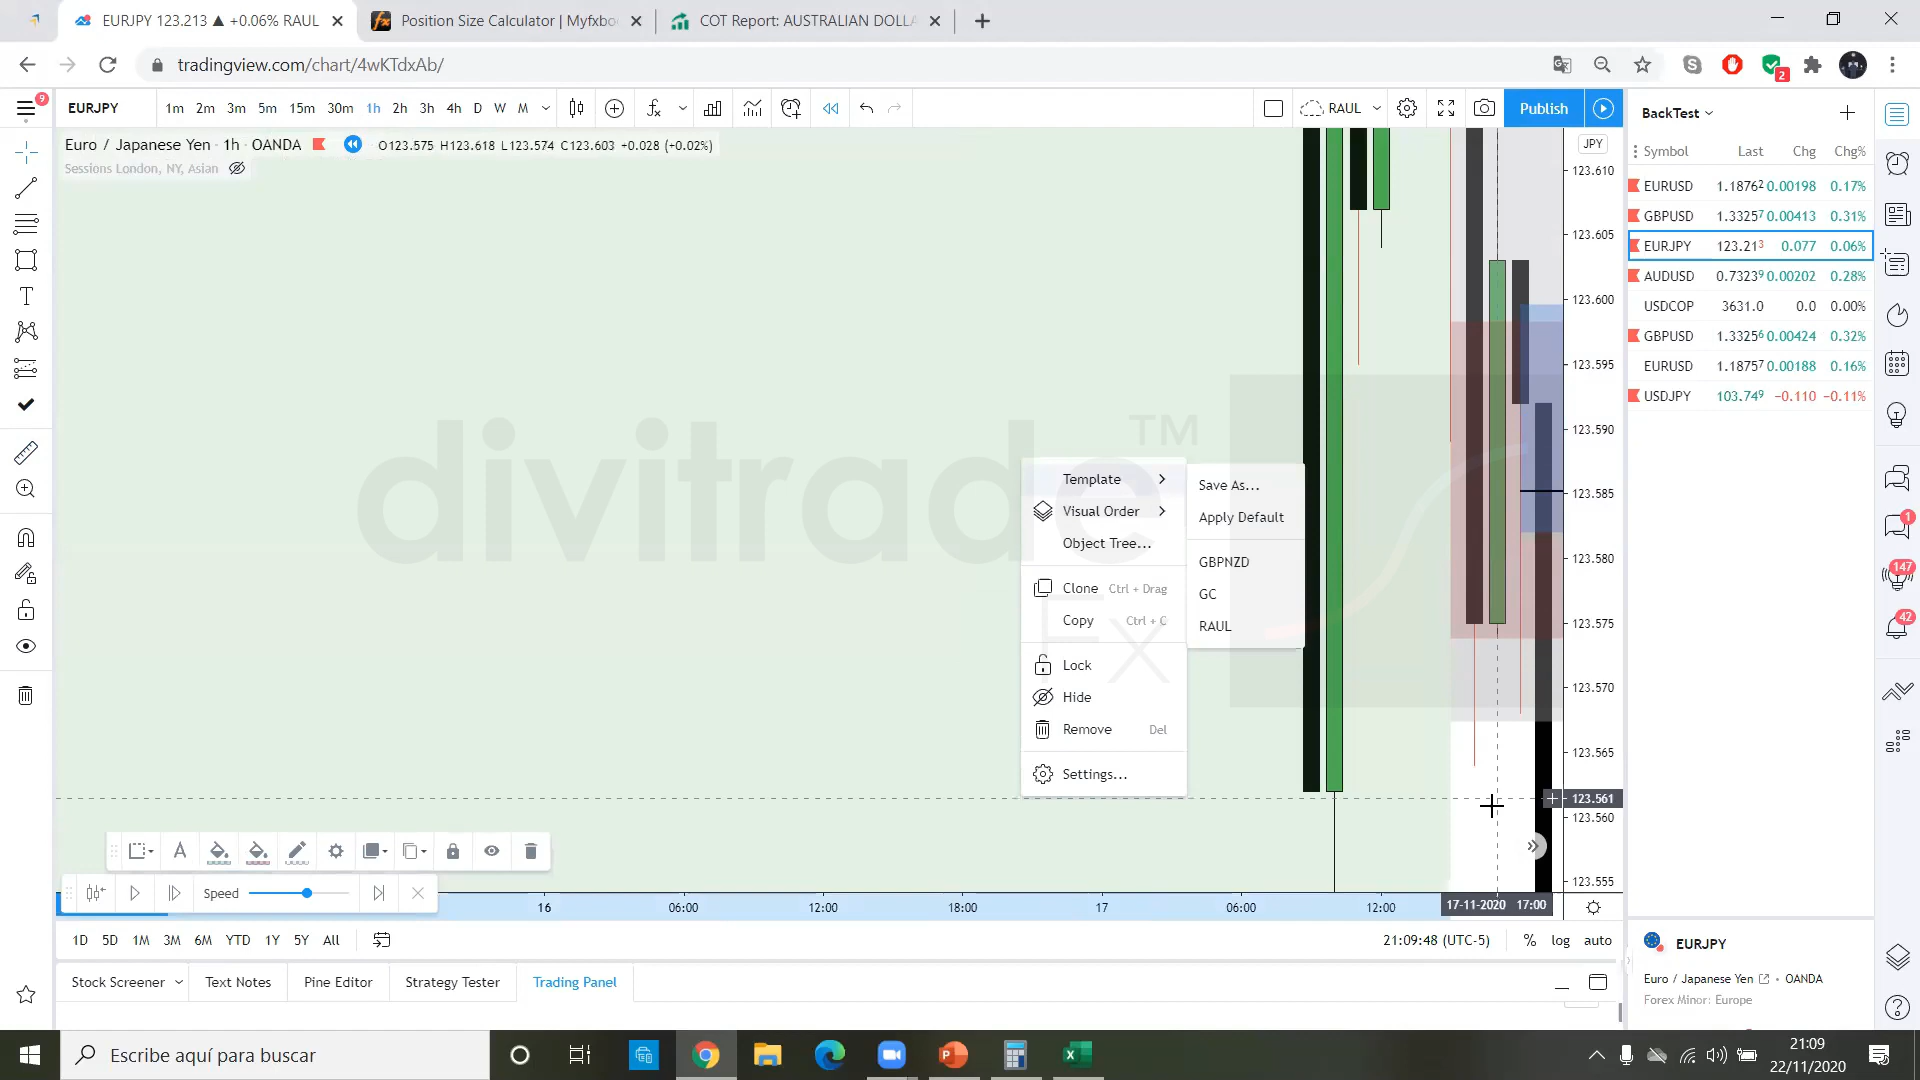 EURJPY 123.213 ▲ +0.06% RAUL
Position Size Calculator | Myfxbo
COT Report: AUSTRALIAN DOLLA
tradingview.com/chart/4wKTdxAb/
2
9
EURJPY
1m 2m 3m 5m 15m 30m 1h 2h 3h 4h D W M
RAUL
Publish
BackTest
Euro / Japanese Yen · 1h · OANDA
O123.575 H123.618 L123.574 C123.603 +0.028 (+0.02%)
Sessions London, NY, Asian
JPY
Symbol Last Chg Chg%
EURUSD 1.18762 0.00198 0.17%
GBPUSD 1.33257 0.00413 0.31%
EURJPY 123.213 0.077 0.06%
AUDUSD 0.73239 0.00202 0.28%
USDCOP 3631.0 0.0 0.00%
GBPUSD 1.33256 0.00424 0.32%
EURUSD 1.18757 0.00188 0.16%
USDJPY 103.749 −0.110 −0.11%
123.610
123.605
123.600
123.595
123.590
123.585
123.580
123.575
123.570
123.565
123.561
123.560
123.555
divitrade™
FX
Template
Visual Order
Object Tree...
Clone Ctrl + Drag
Copy Ctrl + C
Lock
Hide
Remove Del
Settings...
Save As...
Apply Default
GBPNZD
GC
RAUL
1
147
42
Speed
16 06:00 12:00 18:00 17 06:00 12:00 17-11-2020 17:00
1D 5D 1M 3M 6M YTD 1Y 5Y All
21:09:48 (UTC-5) % log auto
Stock Screener Text Notes Pine Editor Strategy Tester Trading Panel
EURJPY
Euro / Japanese Yen · OANDA
Forex Minor: Europe
Escribe aquí para buscar
21:09
22/11/2020